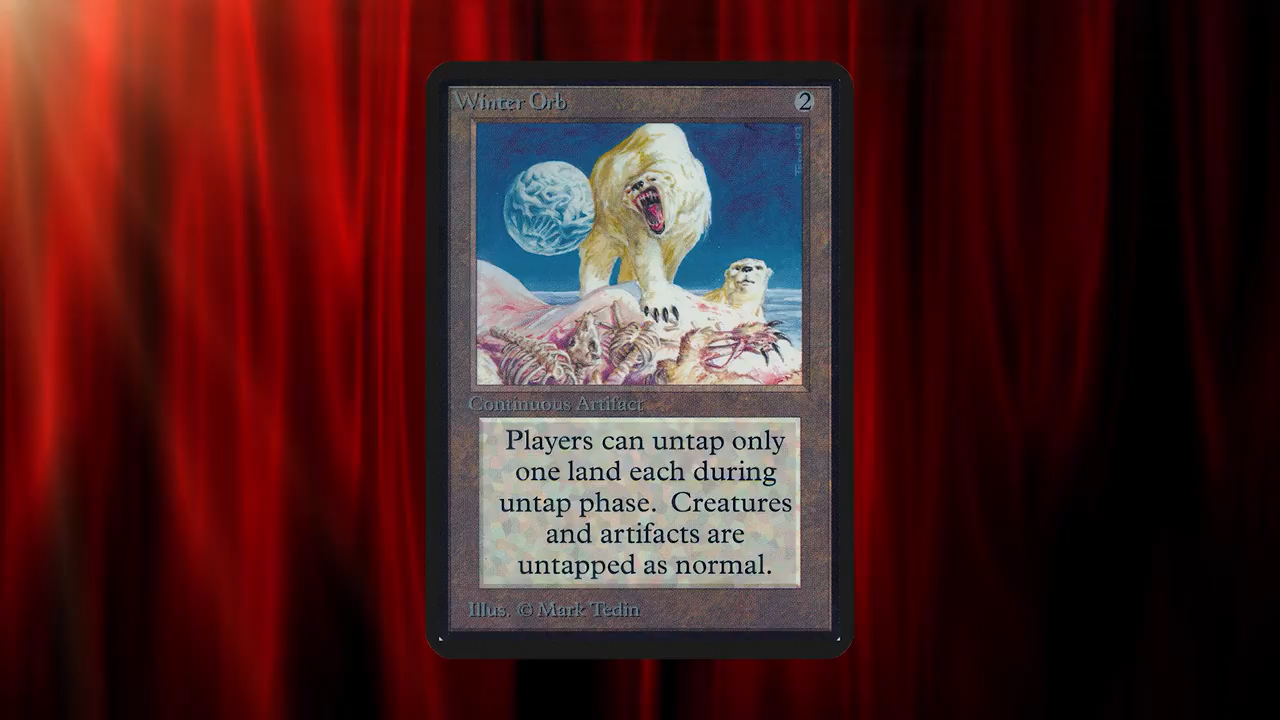 Winter Orb 2
Continuous Artifact
Players can untap only
one land each during
untap phase. Creatures
and artifacts are
untapped as normal.
Illus. © Mark Tedin